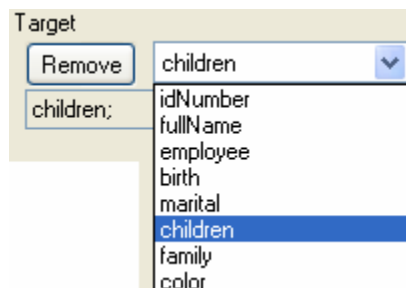 Target
Remove children
children;
idNumber
fullName
employee
birth
marital
children
family
color